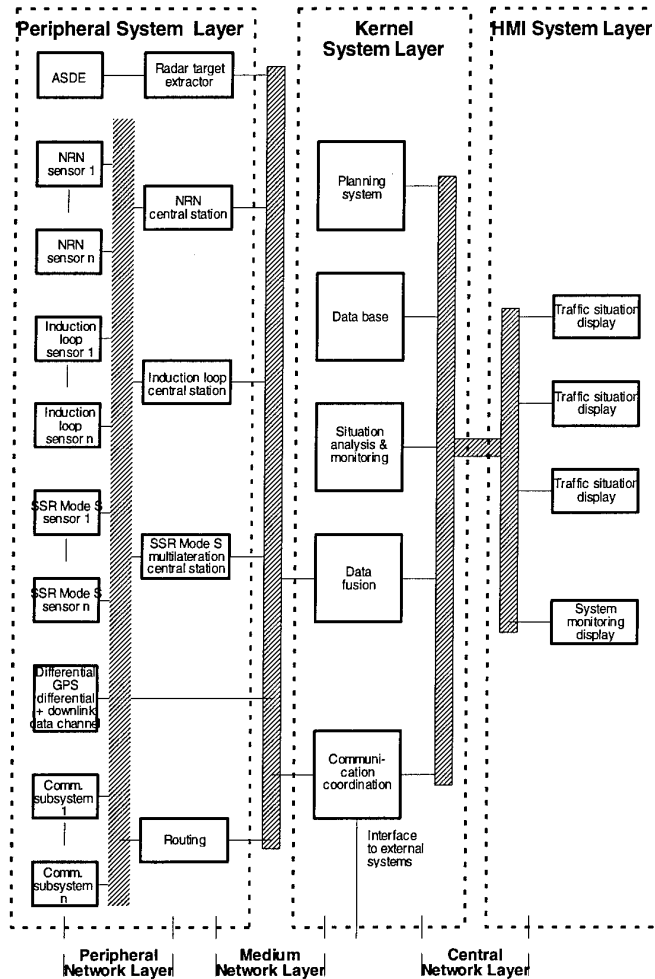 Peripheral System Layer
Kernel
System Layer
HMI System Layer
ASDE
Radar target
extractor
NRN
sensor 1
NRN
central station
NRN
sensor n
Induction
loop
sensor 1
Induction loop
central station
Induction
loop
sensor n
SSR Mode S
sensor 1
SSR Mode S
multilateration
central station
SSR Mode S
sensor n
Differential
GPS
differential
+ downlink
data channel
Comm.
subsystem
1
Routing
Comm.
subsystem
n
Planning
system
Data base
Situation
analysis &
monitoring
Data
fusion
Communi-
cation
coordination
Interface
to external
systems
Traffic situation
display
Traffic situation
display
Traffic situation
display
System
monitoring
display
Peripheral
Network Layer
Medium
Network Layer
Central
Network Layer